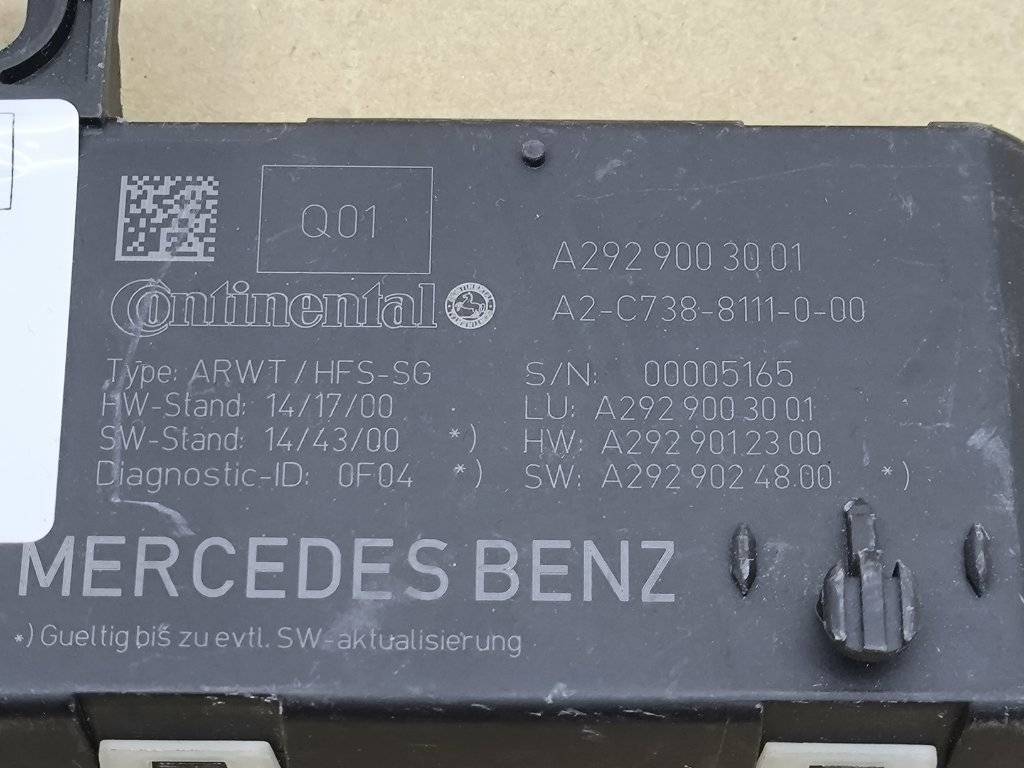 Q01
A292 900 30 01
Continental
A2-C738-8111-0-00
Type: ARWT/HFS-SG
S/N: 00005165
HW-Stand: 14/17/00
LU: A292 900 30 01
SW-Stand: 14/43/00 *)
HW: A292 901 23 00
Diagnostic-ID: 0F04 *)
SW: A292 902 48 00 *)
MERCEDES BENZ
*) Gueltig bis zu evtl. SW-aktualisierung